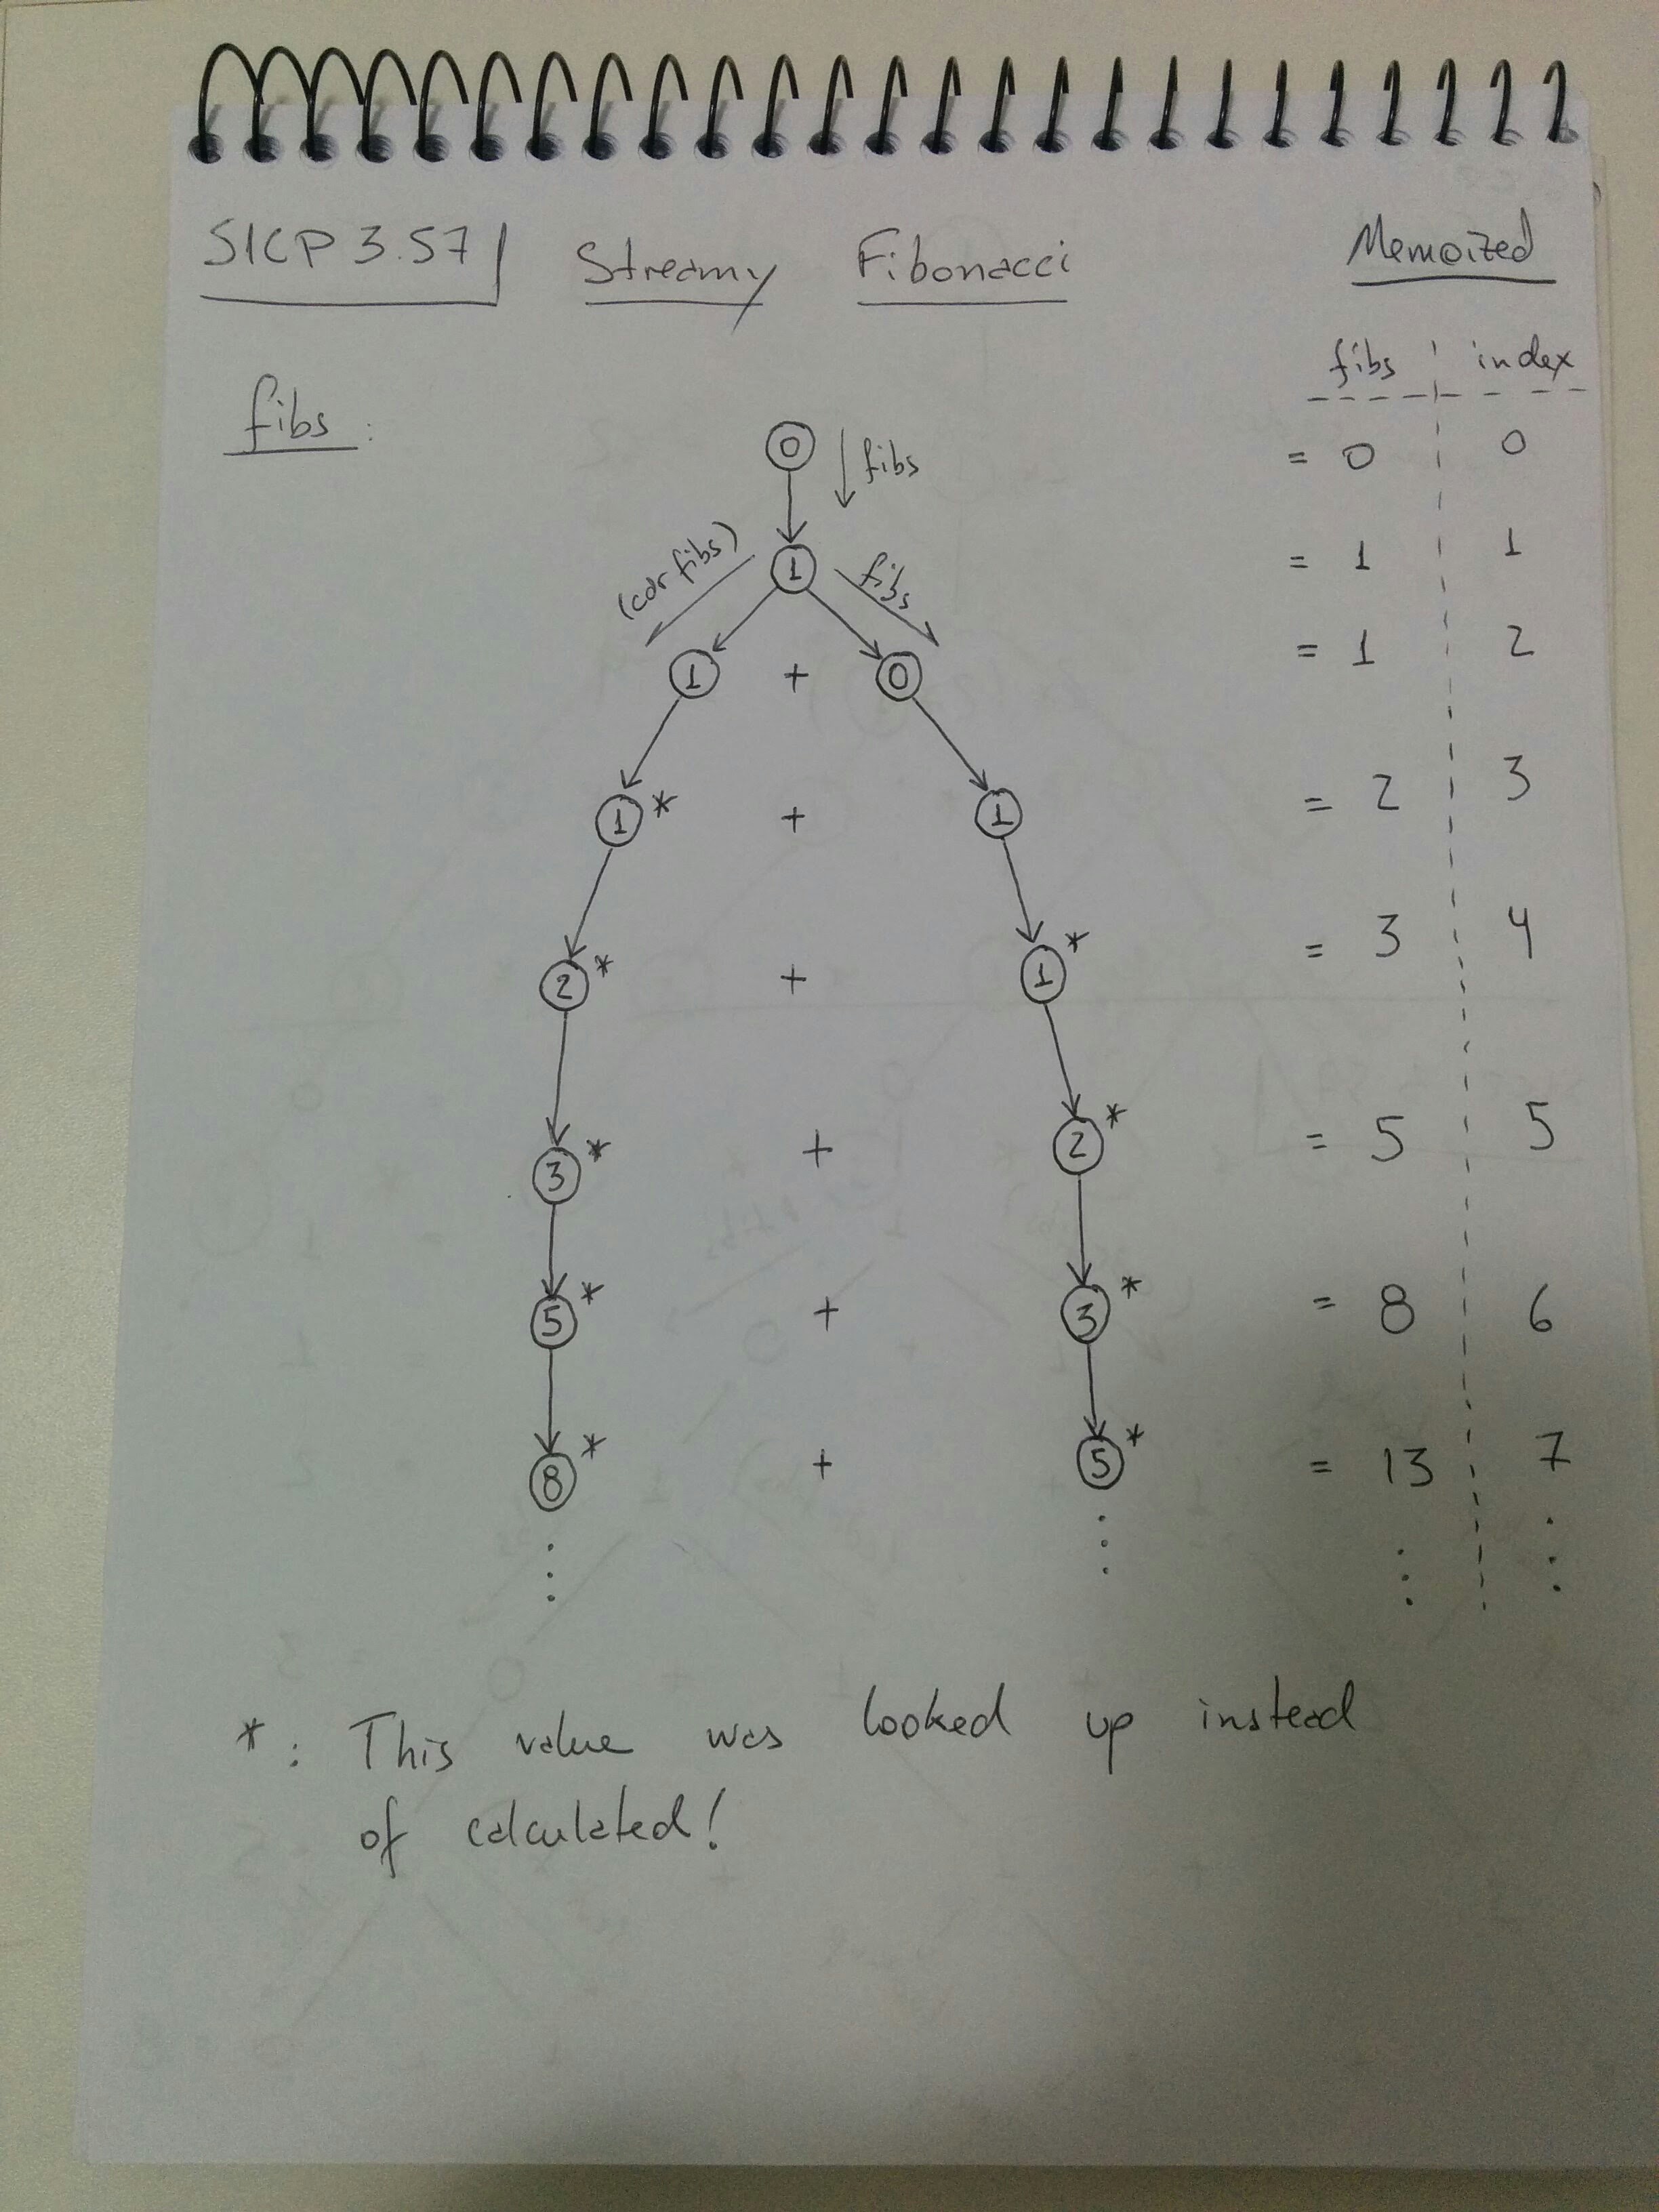 SICP 3.57 Streamy Fibonacci Memoized
fibs index
fibs:
0 ↓ fibs = 0 0
(cdr fibs) 1 fibs = 1 1
1 + 0 = 1 2
1* + 1 = 2 3
2* + 1* = 3 4
3* + 2* = 5 5
5* + 3* = 8 6
8* + 5* = 13 7
*: This value was looked up instead
of calculated!